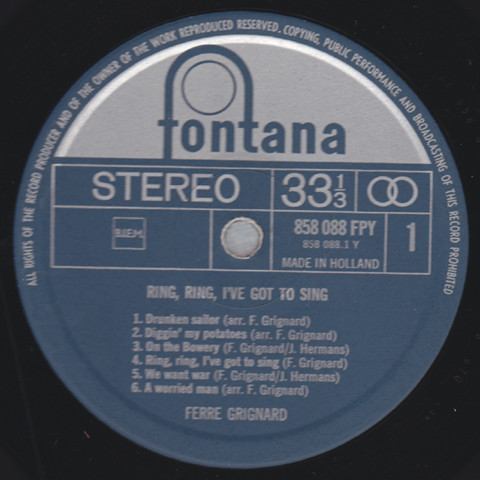 ALL RIGHTS OF THE RECORD PRODUCER AND OF THE OWNER OF THE WORK REPRODUCED RESERVED. COPYING, PUBLIC PERFORMANCE AND BROADCASTING OF THIS RECORD PROHIBITED
fontana
STEREO
33 1/3
B.I.E.M.
858 088 FPY
858 088.1 Y
MADE IN HOLLAND
1
RING, RING, I'VE GOT TO SING
1. Drunken sailor (arr. F. Grignard)
2. Diggin' my potatoes (arr. F. Grignard)
3. On the Bowery (F. Grignard/J. Hermans)
4. Ring, ring, I've got to sing (F. Grignard)
5. We want war (F. Grignard/J. Hermans)
6. A worried man (F. Grignard)
FERRE GRIGNARD